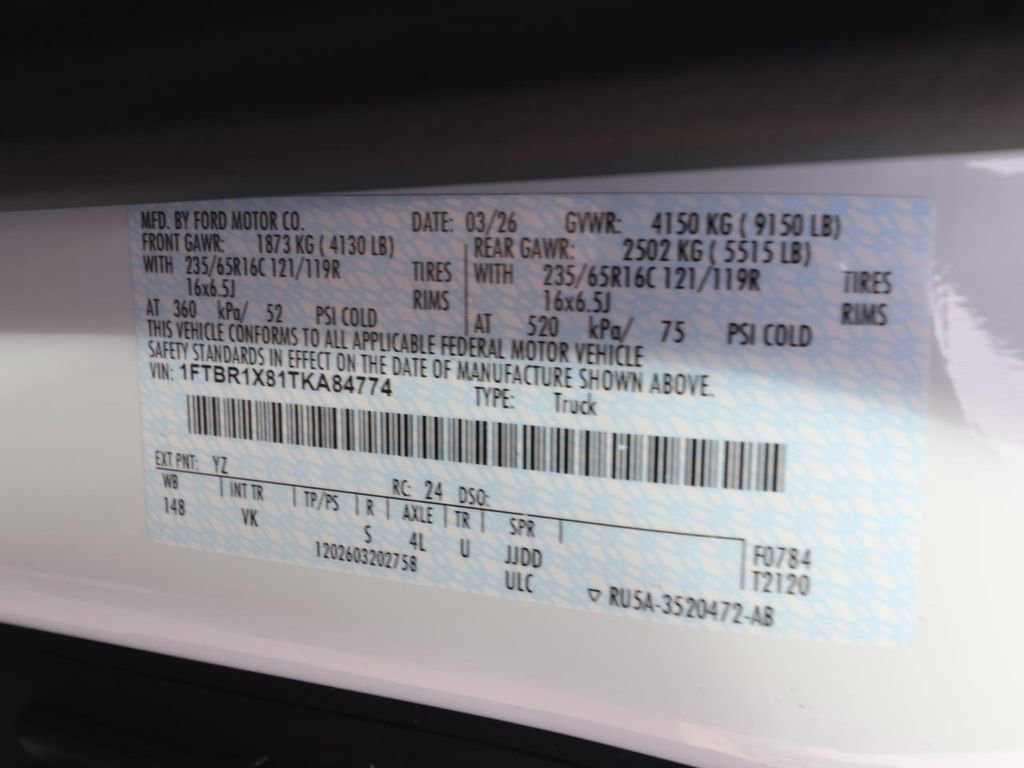 MFD. BY FORD MOTOR CO. DATE: 03/26 GVWR: 4150 KG ( 9150 LB)
FRONT GAWR: 1873 KG ( 4130 LB) REAR GAWR: 2502 KG ( 5515 LB)
WITH 235/65R16C 121/119R TIRES WITH 235/65R16C 121/119R TIRES
16x6.5J RIMS 16x6.5J RIMS
AT 360 kPa/ 52 PSI COLD AT 520 kPa/ 75 PSI COLD
THIS VEHICLE CONFORMS TO ALL APPLICABLE FEDERAL MOTOR VEHICLE
SAFETY STANDARDS IN EFFECT ON THE DATE OF MANUFACTURE SHOWN ABOVE.
VIN: 1FTBR1X81TKA84774 TYPE: Truck
EXT PNT: YZ RC: 24 DSO:
WB INT TR TP/PS R AXLE TR SPR
148 VK S 4L U JJDD F0784
1202603202758 ULC T2120
▽ RU5A-3520472-AB